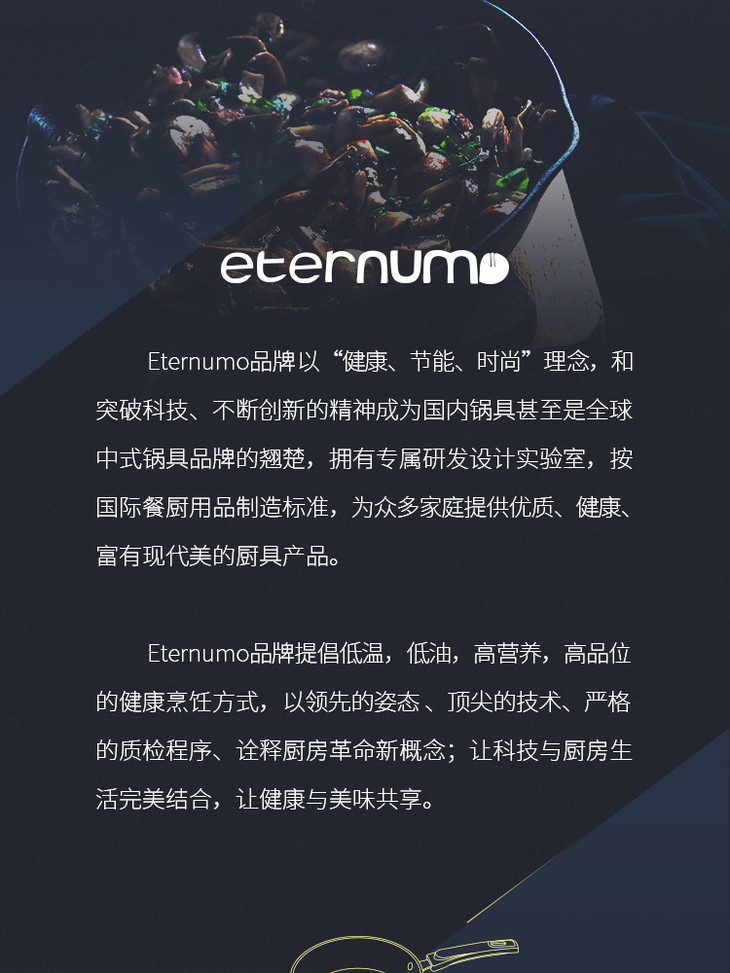 eternumo
Eternumo品牌以“健康、节能、时尚”理念，和
突破科技、不断创新的精神成为国内锅具甚至是全球
中式锅具品牌的翘楚，拥有专属研发设计实验室，按
国际餐厨用品制造标准，为众多家庭提供优质、健康、
富有现代美的厨具产品。
Eternumo品牌提倡低温，低油，高营养，高品位
的健康烹饪方式，以领先的姿态、顶尖的技术、严格
的质检程序、诠释厨房革命新概念；让科技与厨房生
活完美结合，让健康与美味共享。